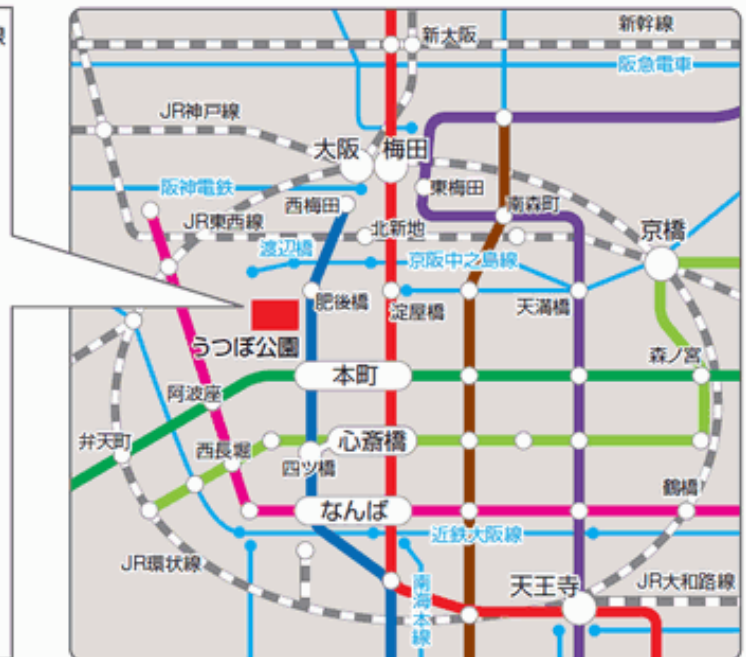 線
新大阪
新幹線
阪急電車
JR神戸線
大阪
梅田
阪神電鉄
西梅田
東梅田
南森町
JR東西線
北新地
京橋
渡辺橋
京阪中之島線
肥後橋
淀屋橋
天満橋
うつぼ公園
本町
森ノ宮
阿波座
弁天町
西長堀
心斎橋
四ツ橋
なんば
鶴橋
近鉄大阪線
JR環状線
南海本線
天王寺
JR大和路線